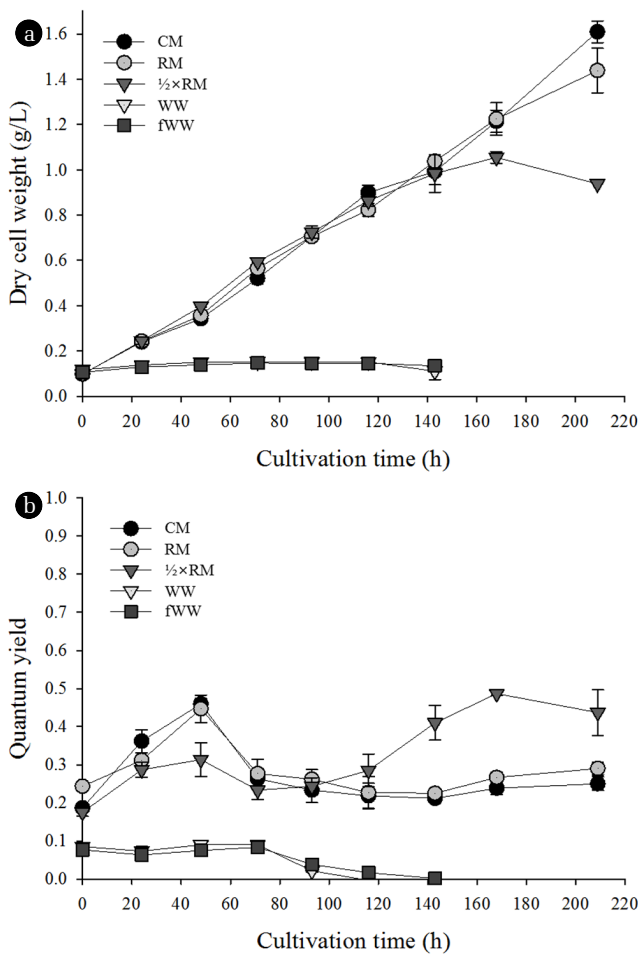 a
CM
RM
½×RM
WW
fWW
1.6
1.4
1.2
1.0
0.8
0.6
0.4
0.2
0.0
Dry cell weight (g/L)
0 20 40 60 80 100 120 140 160 180 200 220
Cultivation time (h)
b
CM
RM
½×RM
WW
fWW
1.0
0.9
0.8
0.7
0.6
0.5
0.4
0.3
0.2
0.1
0.0
Quantum yield
0 20 40 60 80 100 120 140 160 180 200 220
Cultivation time (h)